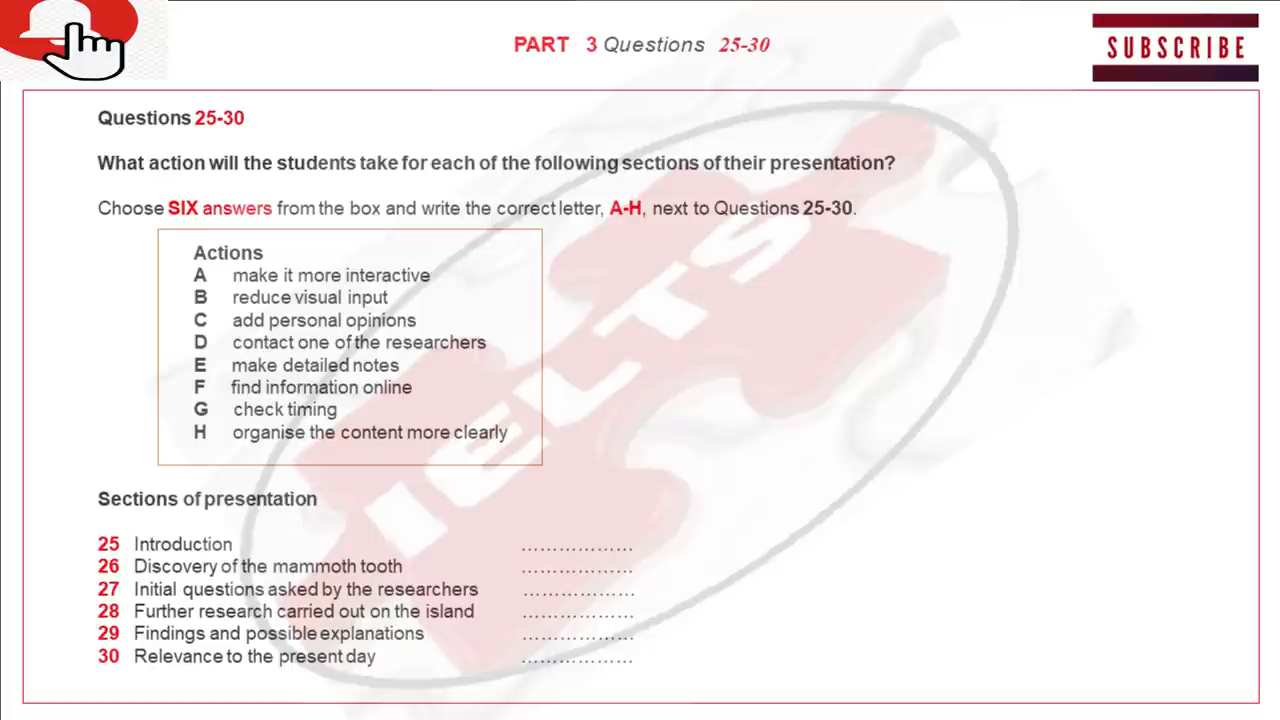 PART 3 Questions 25-30
SUBSCRIBE
Questions 25-30
What action will the students take for each of the following sections of their presentation?
Choose SIX answers from the box and write the correct letter, A-H, next to Questions 25-30.
Actions
A make it more interactive
B reduce visual input
C add personal opinions
D contact one of the researchers
E make detailed notes
F find information online
G check timing
H organise the content more clearly
Sections of presentation
25 Introduction ………………
26 Discovery of the mammoth tooth ………………
27 Initial questions asked by the researchers ………………
28 Further research carried out on the island ………………
29 Findings and possible explanations ………………
30 Relevance to the present day ………………
IELTS